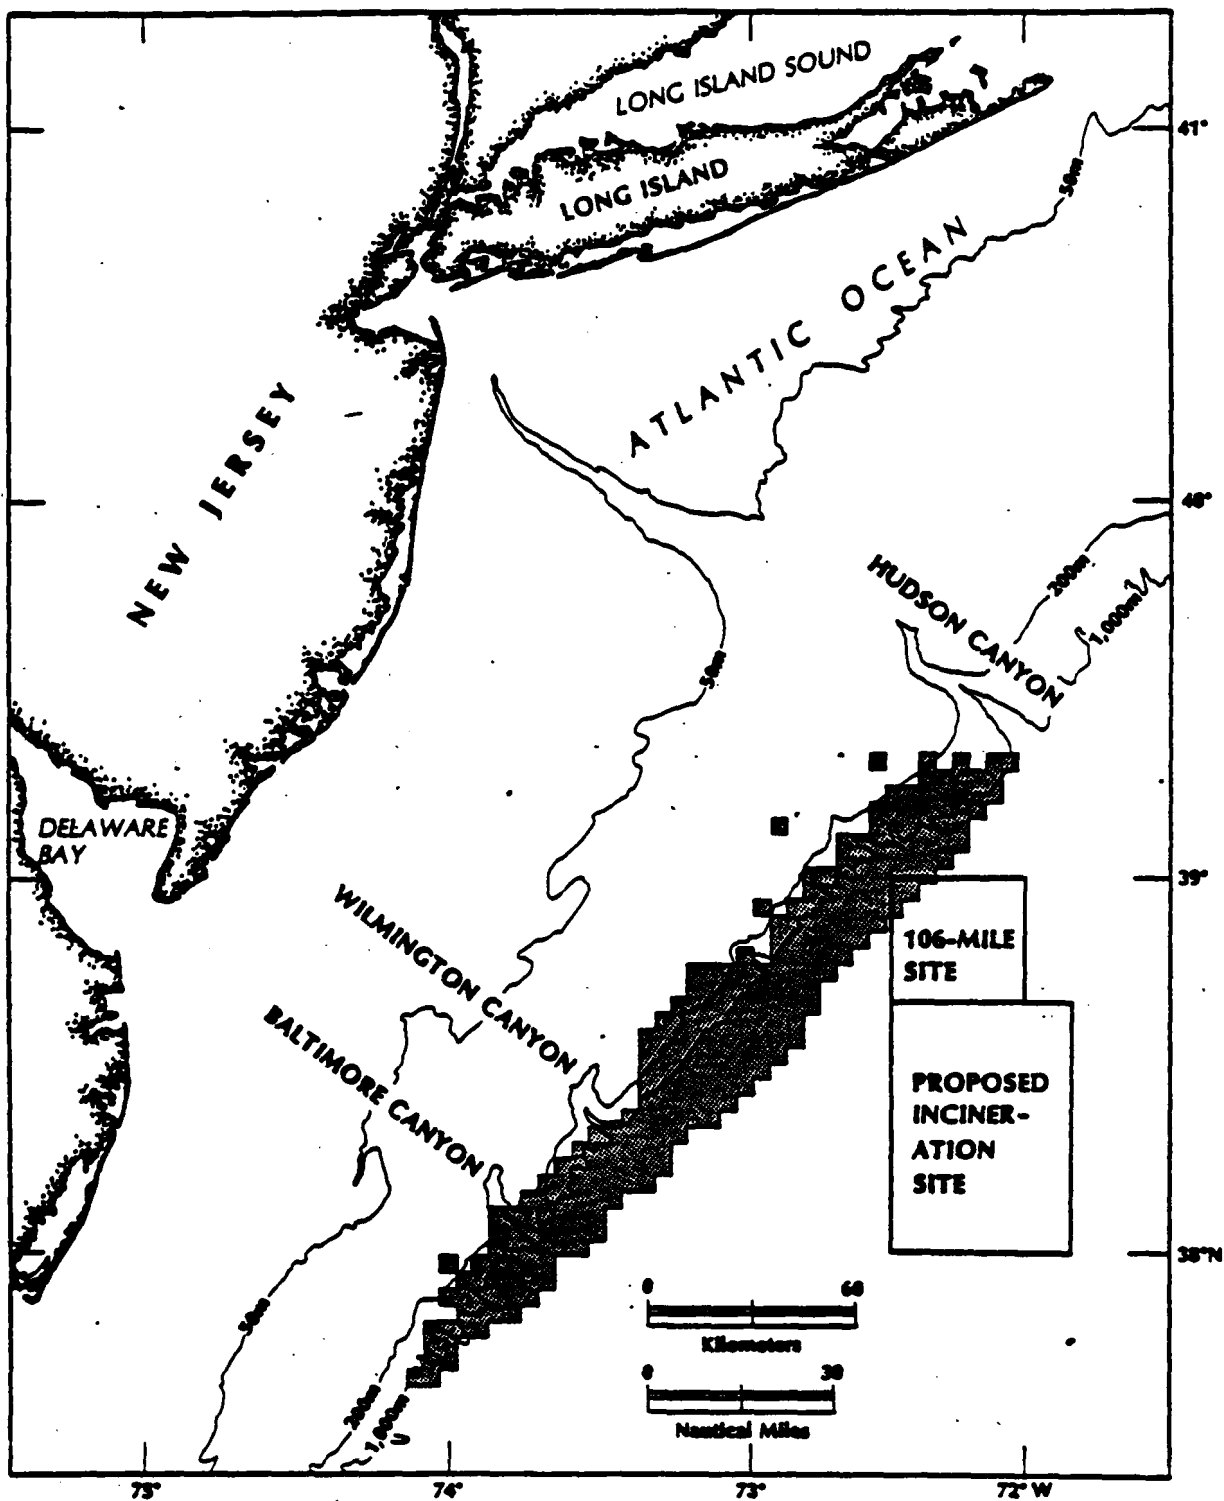 LONG ISLAND SOUND
41°
LONG ISLAND
50m
ATLANTIC OCEAN
NEW JERSEY
40°
HUDSON CANYON
200m
1,000m
50m
DELAWARE
BAY
39°
WILMINGTON CANYON
106-MILE
SITE
BALTIMORE CANYON
PROPOSED
INCINER-
ATION
SITE
38°N
0 60
Kilometers
50m
0 30
200m
1,000m
Nautical Miles
75° 74° 73° 72° W